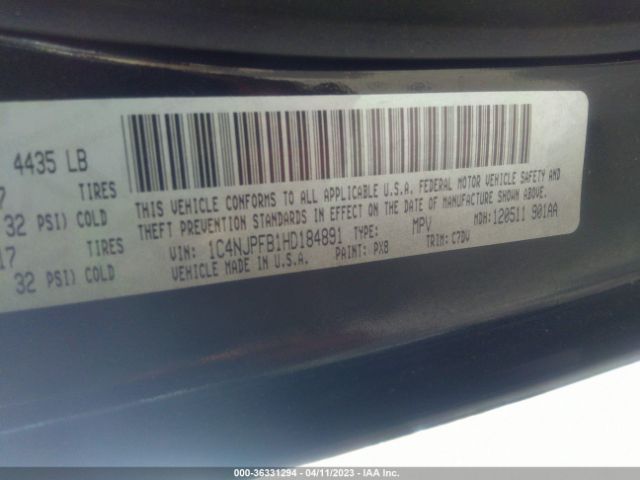 4435 LB
7 TIRES
32 PSI) COLD
17 TIRES
32 PSI) COLD
THIS VEHICLE CONFORMS TO ALL APPLICABLE U.S.A. FEDERAL MOTOR VEHICLE SAFETY AND
THEFT PREVENTION STANDARDS IN EFFECT ON THE DATE OF MANUFACTURE SHOWN ABOVE.
VIN: 1C4NJPFB1HD184891 TYPE: MPV MDH: 120511 901AA
VEHICLE MADE IN U.S.A. PAINT: PX8 TRIM: C7DV
000-36331294 - 04/11/2023 - IAA Inc.